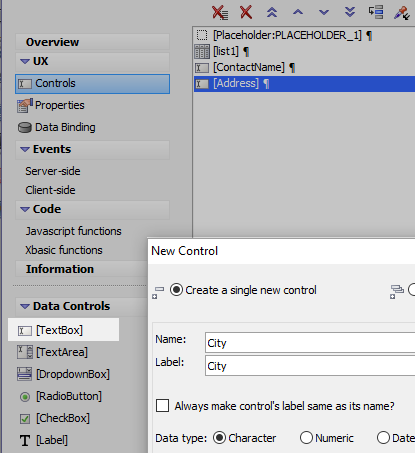 Overview
UX
Controls
Properties
Data Binding
Events
Server-side
Client-side
Code
Javascript functions
Xbasic functions
Information
Data Controls
[TextBox]
[TextArea]
[DropdownBox]
[RadioButton]
[CheckBox]
T [Label]
[Placeholder:PLACEHOLDER_1] ¶
[list1] ¶
[ContactName] ¶
[Address] ¶
New Control
Create a single new control
Name: City
Label: City
Always make control's label same as its name?
Data type: Character Numeric Date